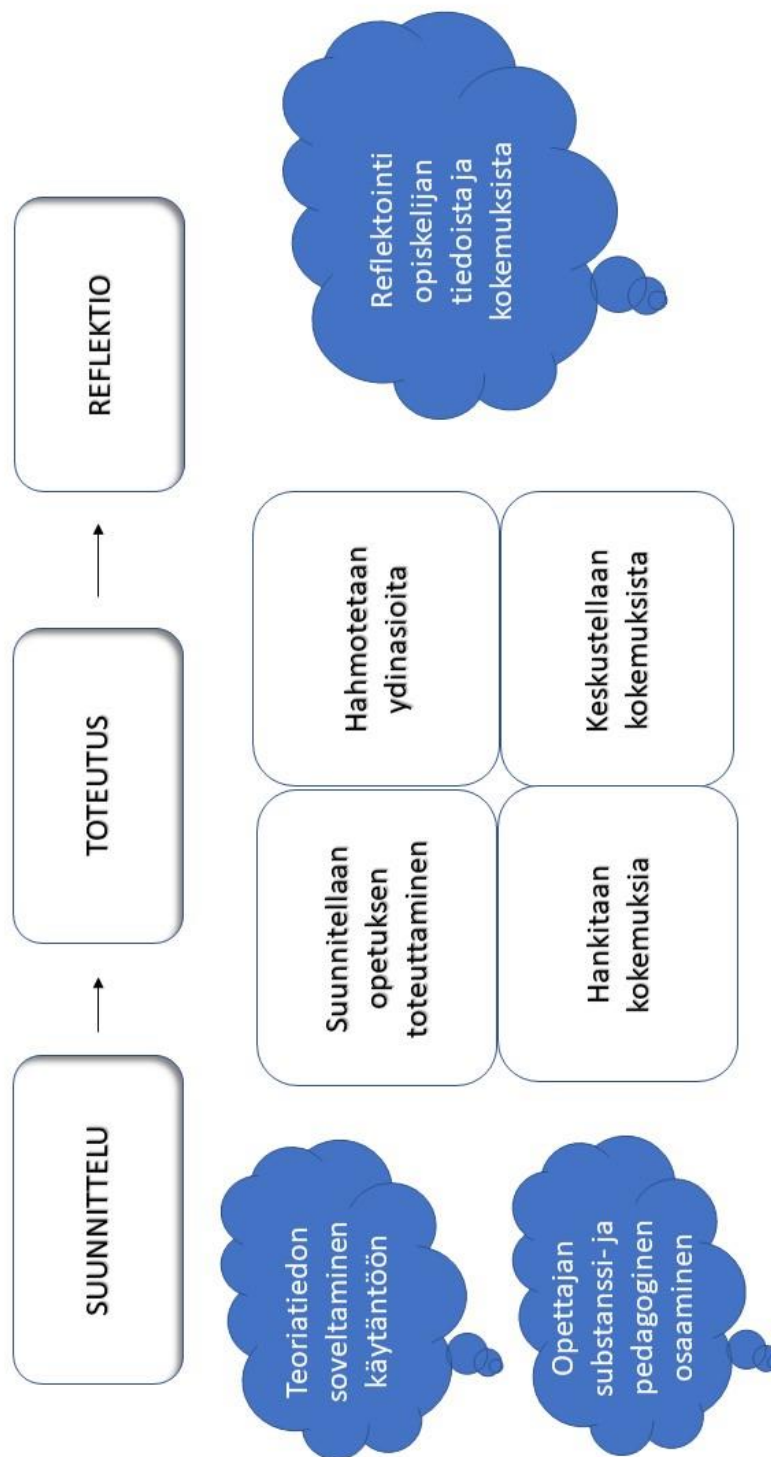 SUUNNITTELU
TOTEUTUS
REFLEKTIO
Teoriatiedon
soveltaminen
käytäntöön
Opettajan
substanssi- ja
pedagoginen
osaaminen
Suunnitellaan
opetuksen
toteuttaminen
Hahmotetaan
ydinasioita
Hankitaan
kokemuksia
Keskustellaan
kokemuksista
Reflektointi
opiskelijan
tiedoista ja
kokemuksista